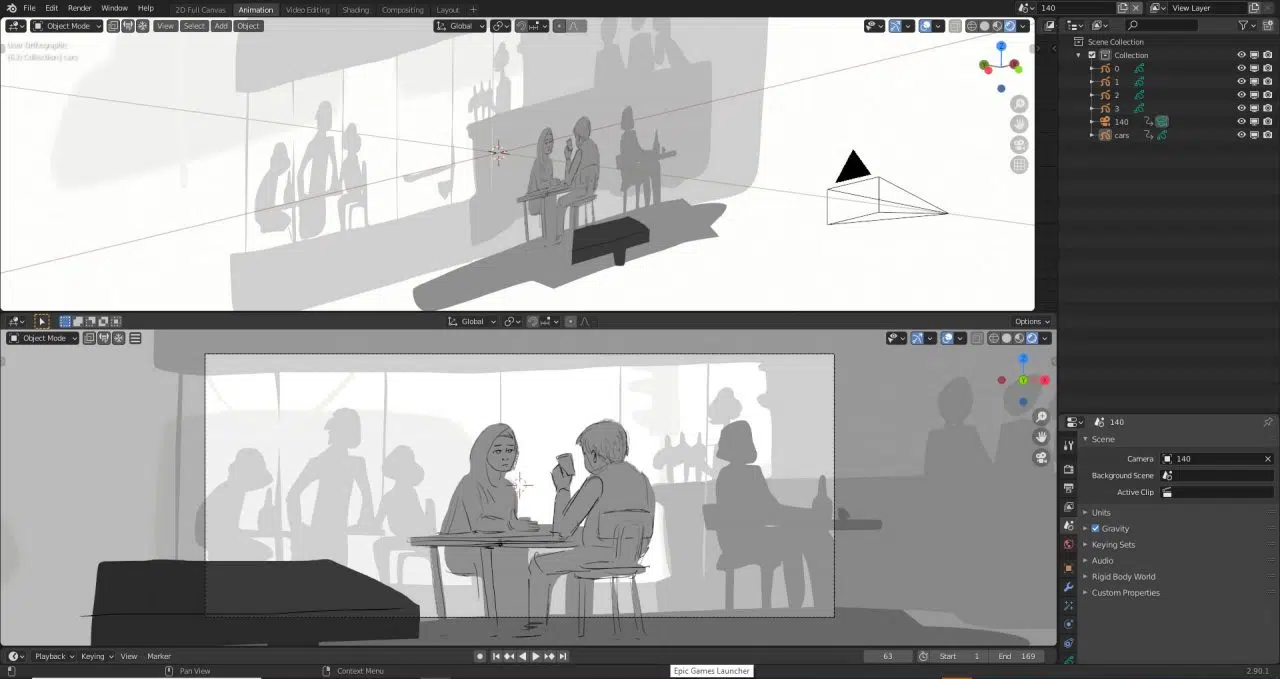 File Edit Render Window Help 2D Full Canvas Animation Video Editing Shading Compositing Layout + 140 View Layer
Object Mode View Select Add Object Global
User Orthographic
(63) Collection | cars
Scene Collection
Collection
0
1
2
3
140
cars
Z
Global Options
Object Mode
Z
Y
X
140
Scene
Camera 140
Background Scene
Active Clip
Units
Gravity
Keying Sets
Audio
Rigid Body World
Custom Properties
Playback Keying View Marker 63 Start 1 End 169
Pan View Context Menu Epic Games Launcher 2.90.1